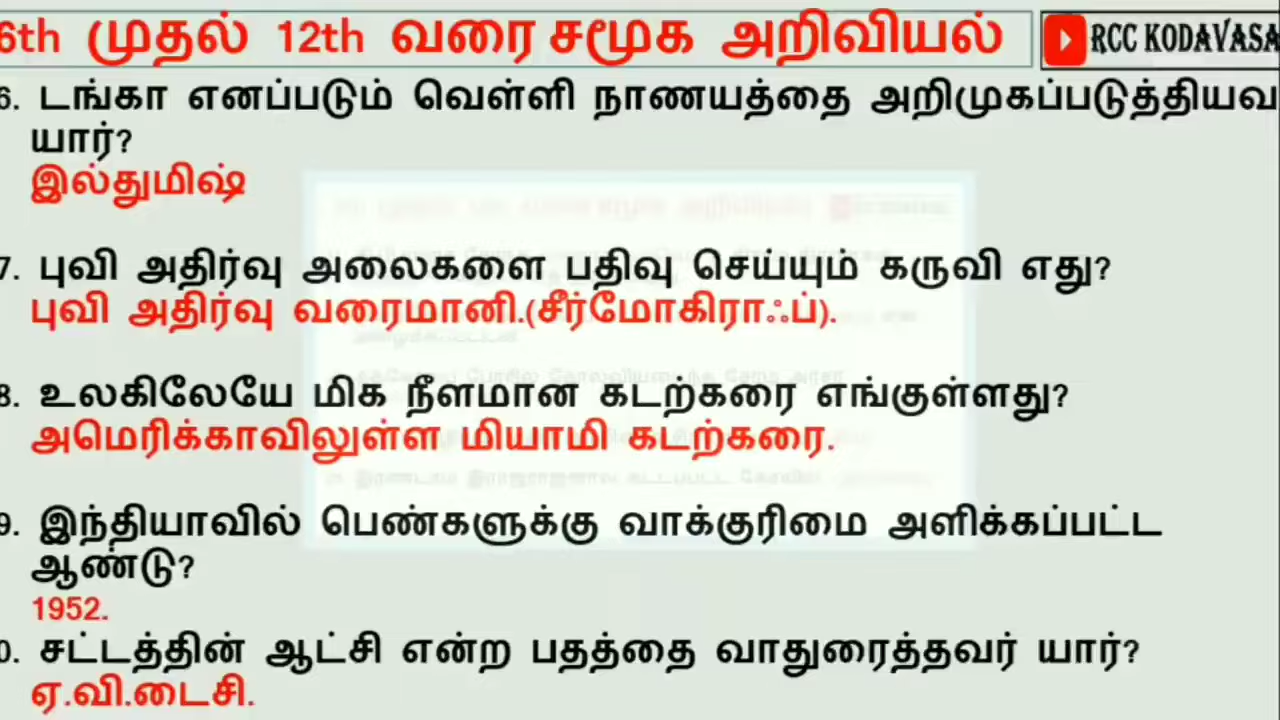 6th முதல் 12th வரை சமூக அறிவியல்
RCC KODAVASA
6. டங்கா எனப்படும் வெள்ளி நாணயத்தை அறிமுகப்படுத்தியவ
யார்?
இல்துமிஷ்
7. புவி அதிர்வு அலைகளை பதிவு செய்யும் கருவி எது?
புவி அதிர்வு வரைமானி.(சீர்மோகிராஃப்).
8. உலகிலேயே மிக நீளமான கடற்கரை எங்குள்ளது?
அமெரிக்காவிலுள்ள மியாமி கடற்கரை.
9. இந்தியாவில் பெண்களுக்கு வாக்குரிமை அளிக்கப்பட்ட
ஆண்டு?
1952.
0. சட்டத்தின் ஆட்சி என்ற பதத்தை வாதுரைத்தவர் யார்?
ஏ.வி.டைசி.